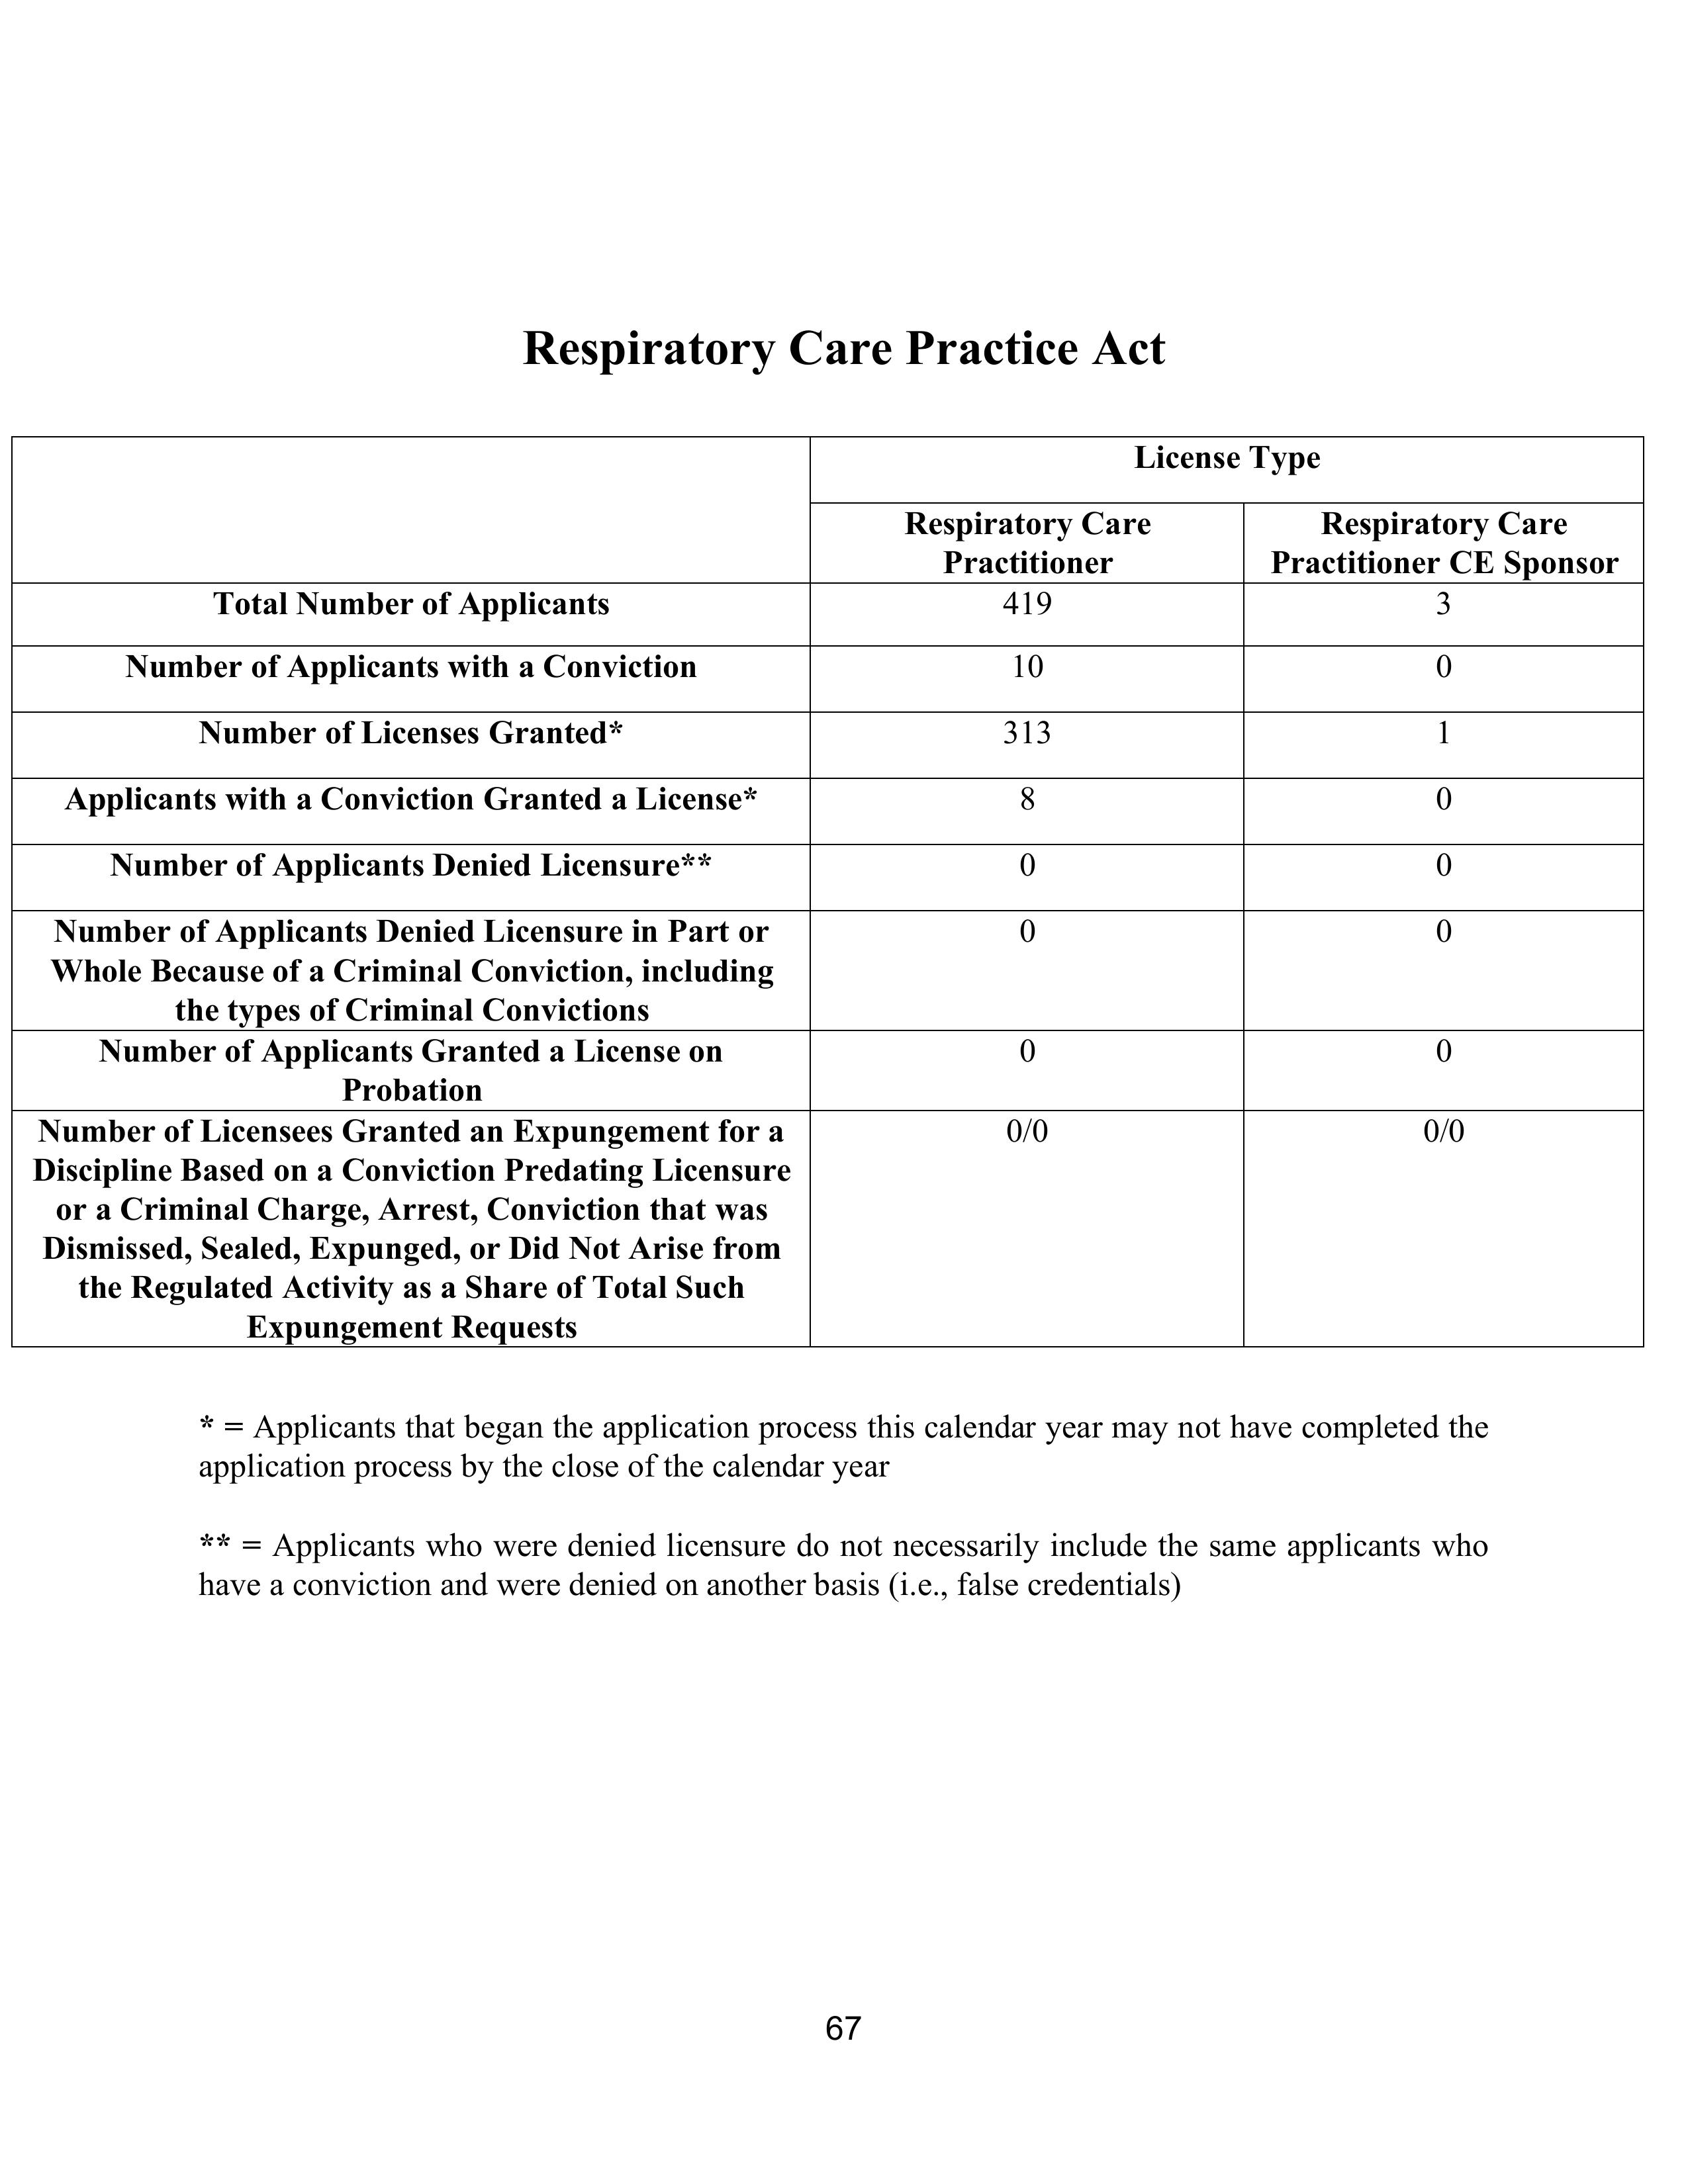 Respiratory Care Practice Act
License Type
Respiratory Care
Practitioner
Respiratory Care
Practitioner CE Sponsor
Total Number of Applicants 419 3
Number of Applicants with a Conviction 10 0
Number of Licenses Granted* 313 1
Applicants with a Conviction Granted a License* 8 0
Number of Applicants Denied Licensure** 0 0
Number of Applicants Denied Licensure in Part or 0 0
Whole Because of a Criminal Conviction, including
the types of Criminal Convictions
Number of Applicants Granted a License on 0 0
Probation
Number of Licensees Granted an Expungement for a 0/0 0/0
Discipline Based on a Conviction Predating Licensure
or a Criminal Charge, Arrest, Conviction that was
Dismissed, Sealed, Expunged, or Did Not Arise from
the Regulated Activity as a Share of Total Such
Expungement Requests
* = Applicants that began the application process this calendar year may not have completed the
application process by the close of the calendar year
** = Applicants who were denied licensure do not necessarily include the same applicants who
have a conviction and were denied on another basis (i.e., false credentials)
67